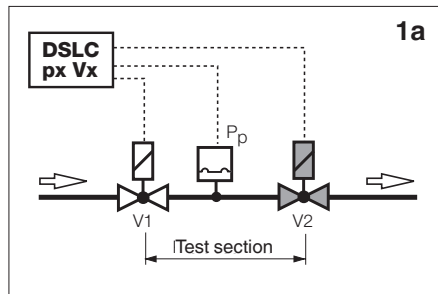 1a
DSLC
px Vx
Pp
V1
V2
Test section